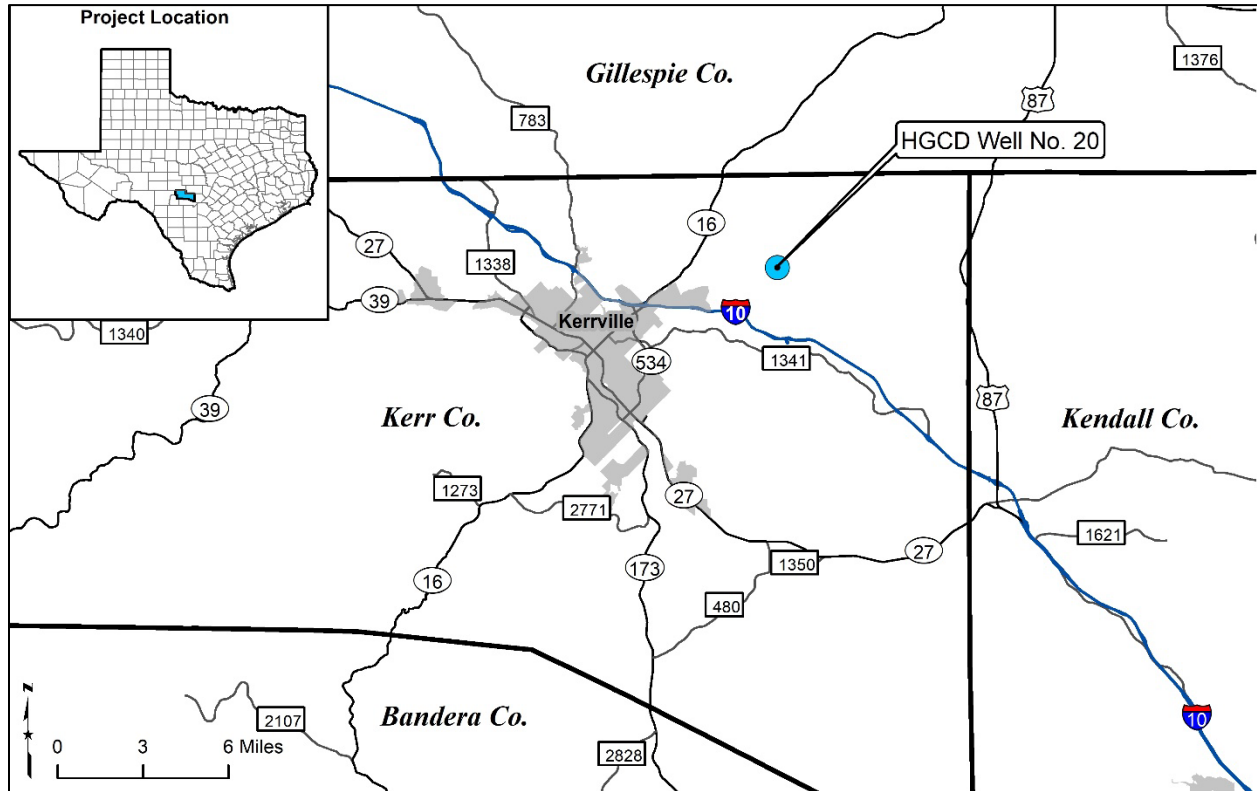 Project Location
Gillespie Co.
1376
87
783
HGCD Well No. 20
16
27
1338
39
10
Kerrville
1340
534
1341
87
39
Kerr Co.
Kendall Co.
1273
27
2771
1621
27
1350
173
16
480
2107
Bandera Co.
10
N
0 3 6 Miles
2828